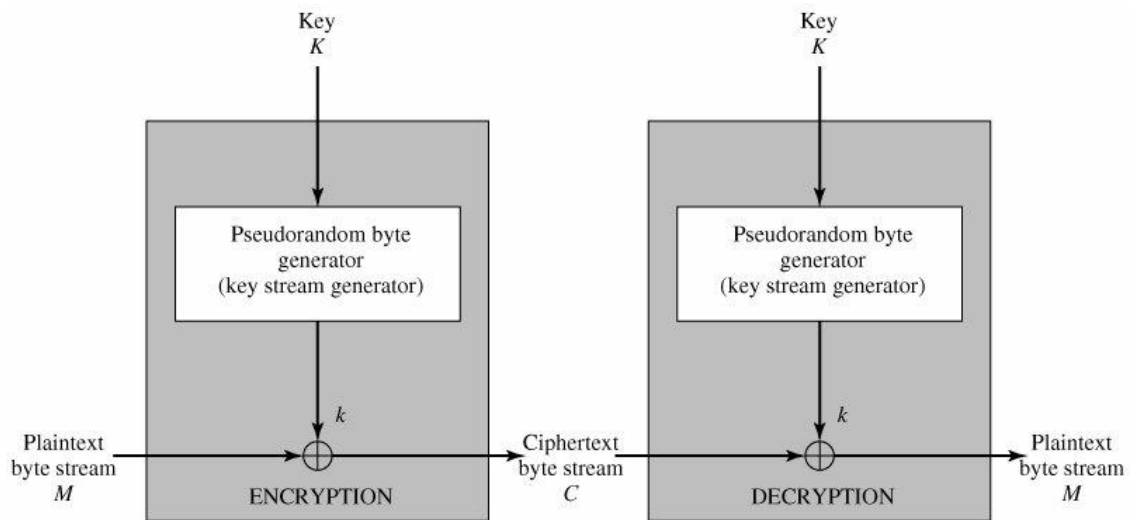 Key
K
Pseudorandom byte
generator
(key stream generator)
k
Plaintext
byte stream
M
ENCRYPTION
Ciphertext
byte stream
C
Key
K
Pseudorandom byte
generator
(key stream generator)
k
DECRYPTION
Plaintext
byte stream
M